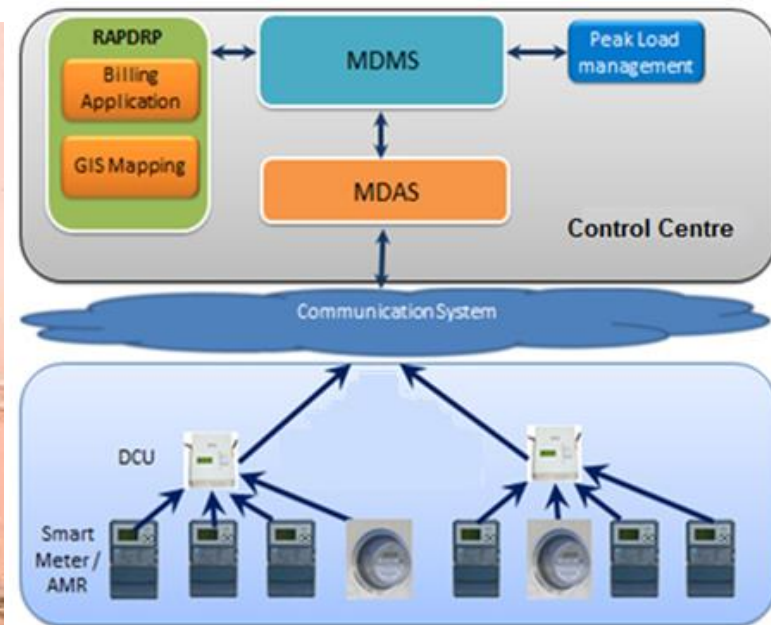 RAPDRP
Billing
Application
GIS Mapping
MDMS
Peak Load
management
MDAS
Control Centre
Communication System
DCU
Smart
Meter /
AMR